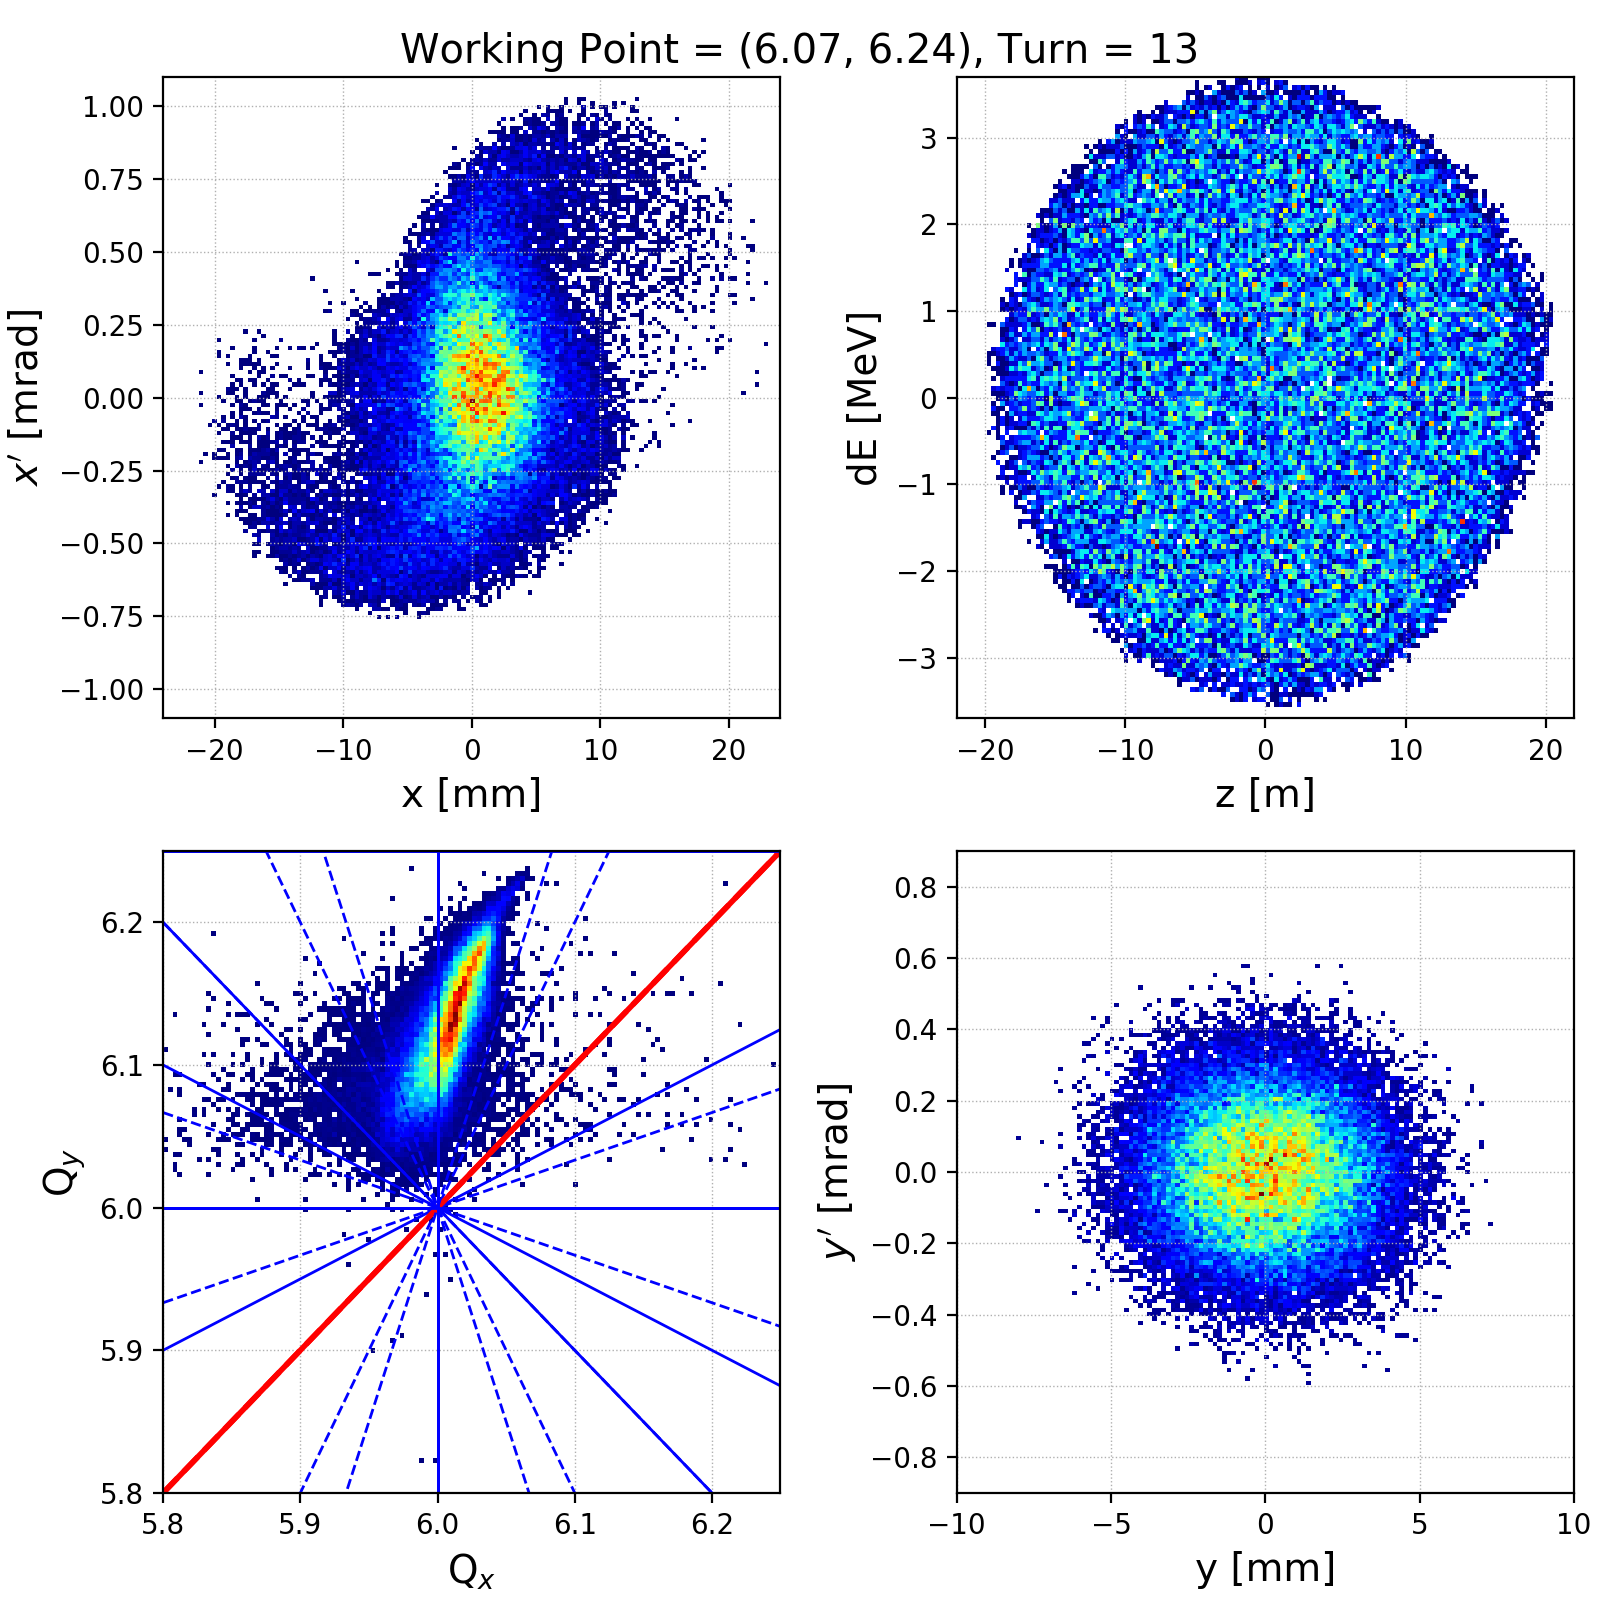 Working Point = (6.07, 6.24), Turn = 13
1.00
0.75
0.50
0.25
0.00
−0.25
−0.50
−0.75
−1.00
x′ [mrad]
−20 −10 0 10 20
x [mm]
3
2
1
0
−1
−2
−3
dE [MeV]
−20 −10 0 10 20
z [m]
6.2
6.1
6.0
5.9
5.8
Qy
5.8 5.9 6.0 6.1 6.2
Qx
0.8
0.6
0.4
0.2
0.0
−0.2
−0.4
−0.6
−0.8
y′ [mrad]
−10 −5 0 5 10
y [mm]